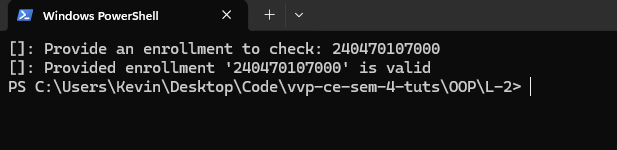 Windows PowerShell
[]: Provide an enrollment to check: 240470107000
[]: Provided enrollment '240470107000' is valid
PS C:\Users\Kevin\Desktop\Code\vvp-ce-sem-4-tuts\OOP\L-2>